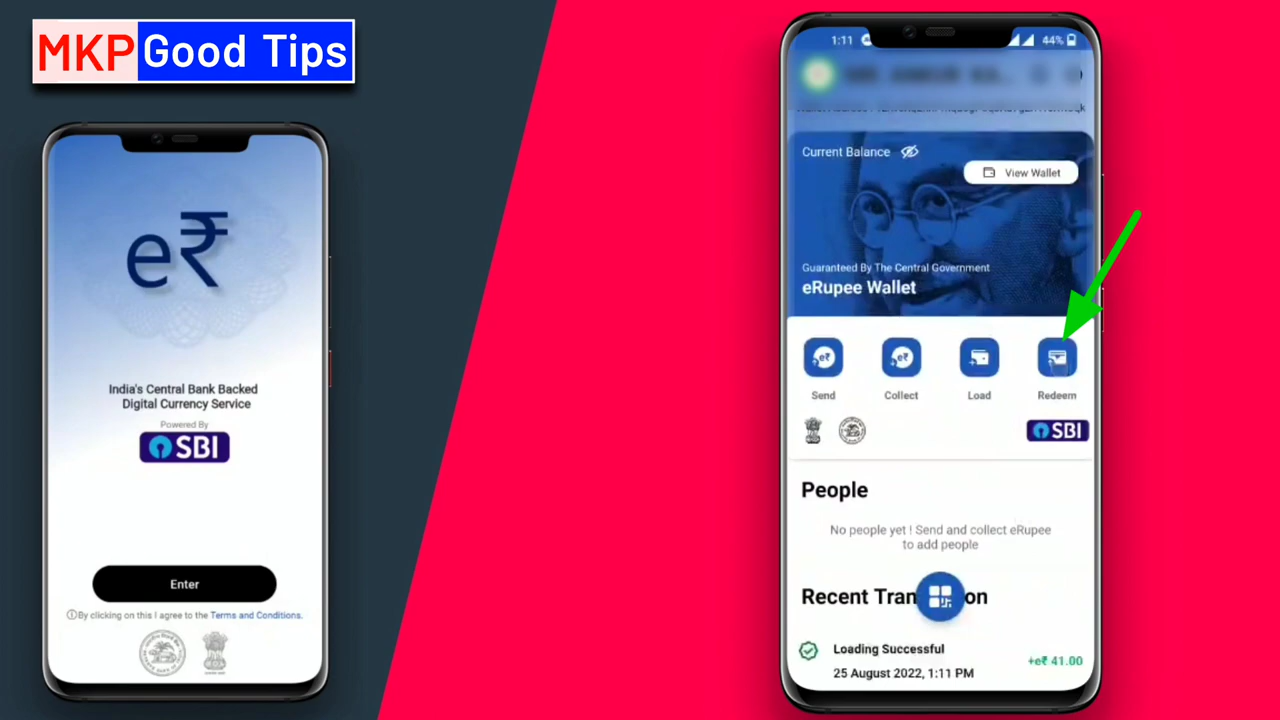 MKP Good Tips
e₹
India's Central Bank Backed
Digital Currency Service
Powered By
SBI
Enter
By clicking on this I agree to the Terms and Conditions.
1:11
44%
Current Balance
View Wallet
Guaranteed By The Central Government
eRupee Wallet
e₹
e₹
Send
Collect
Load
Redeem
SBI
People
No people yet ! Send and collect eRupee
to add people
Recent Tran on
Loading Successful
+e₹ 41.00
25 August 2022, 1:11 PM